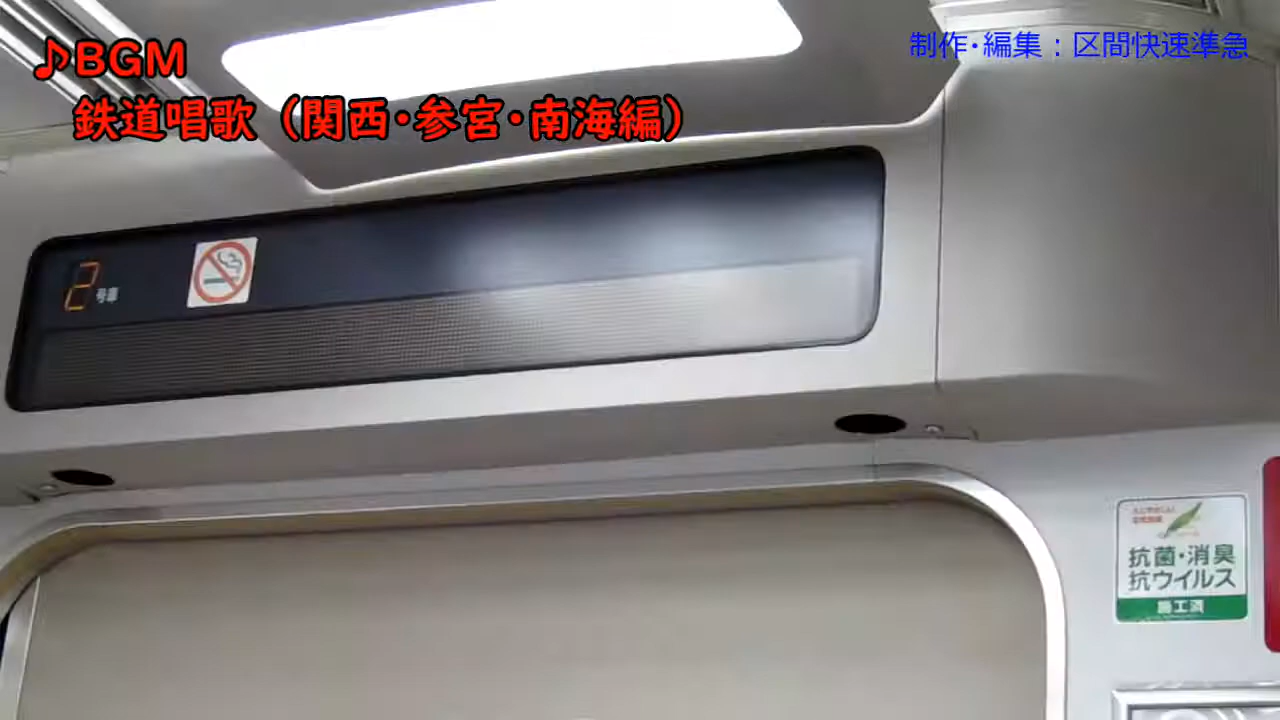 ♪BGM
鉄道唱歌（関西・参宮・南海編）
制作・編集：区間快速準急
2号車
抗菌・消臭
抗ウイルス
施工済